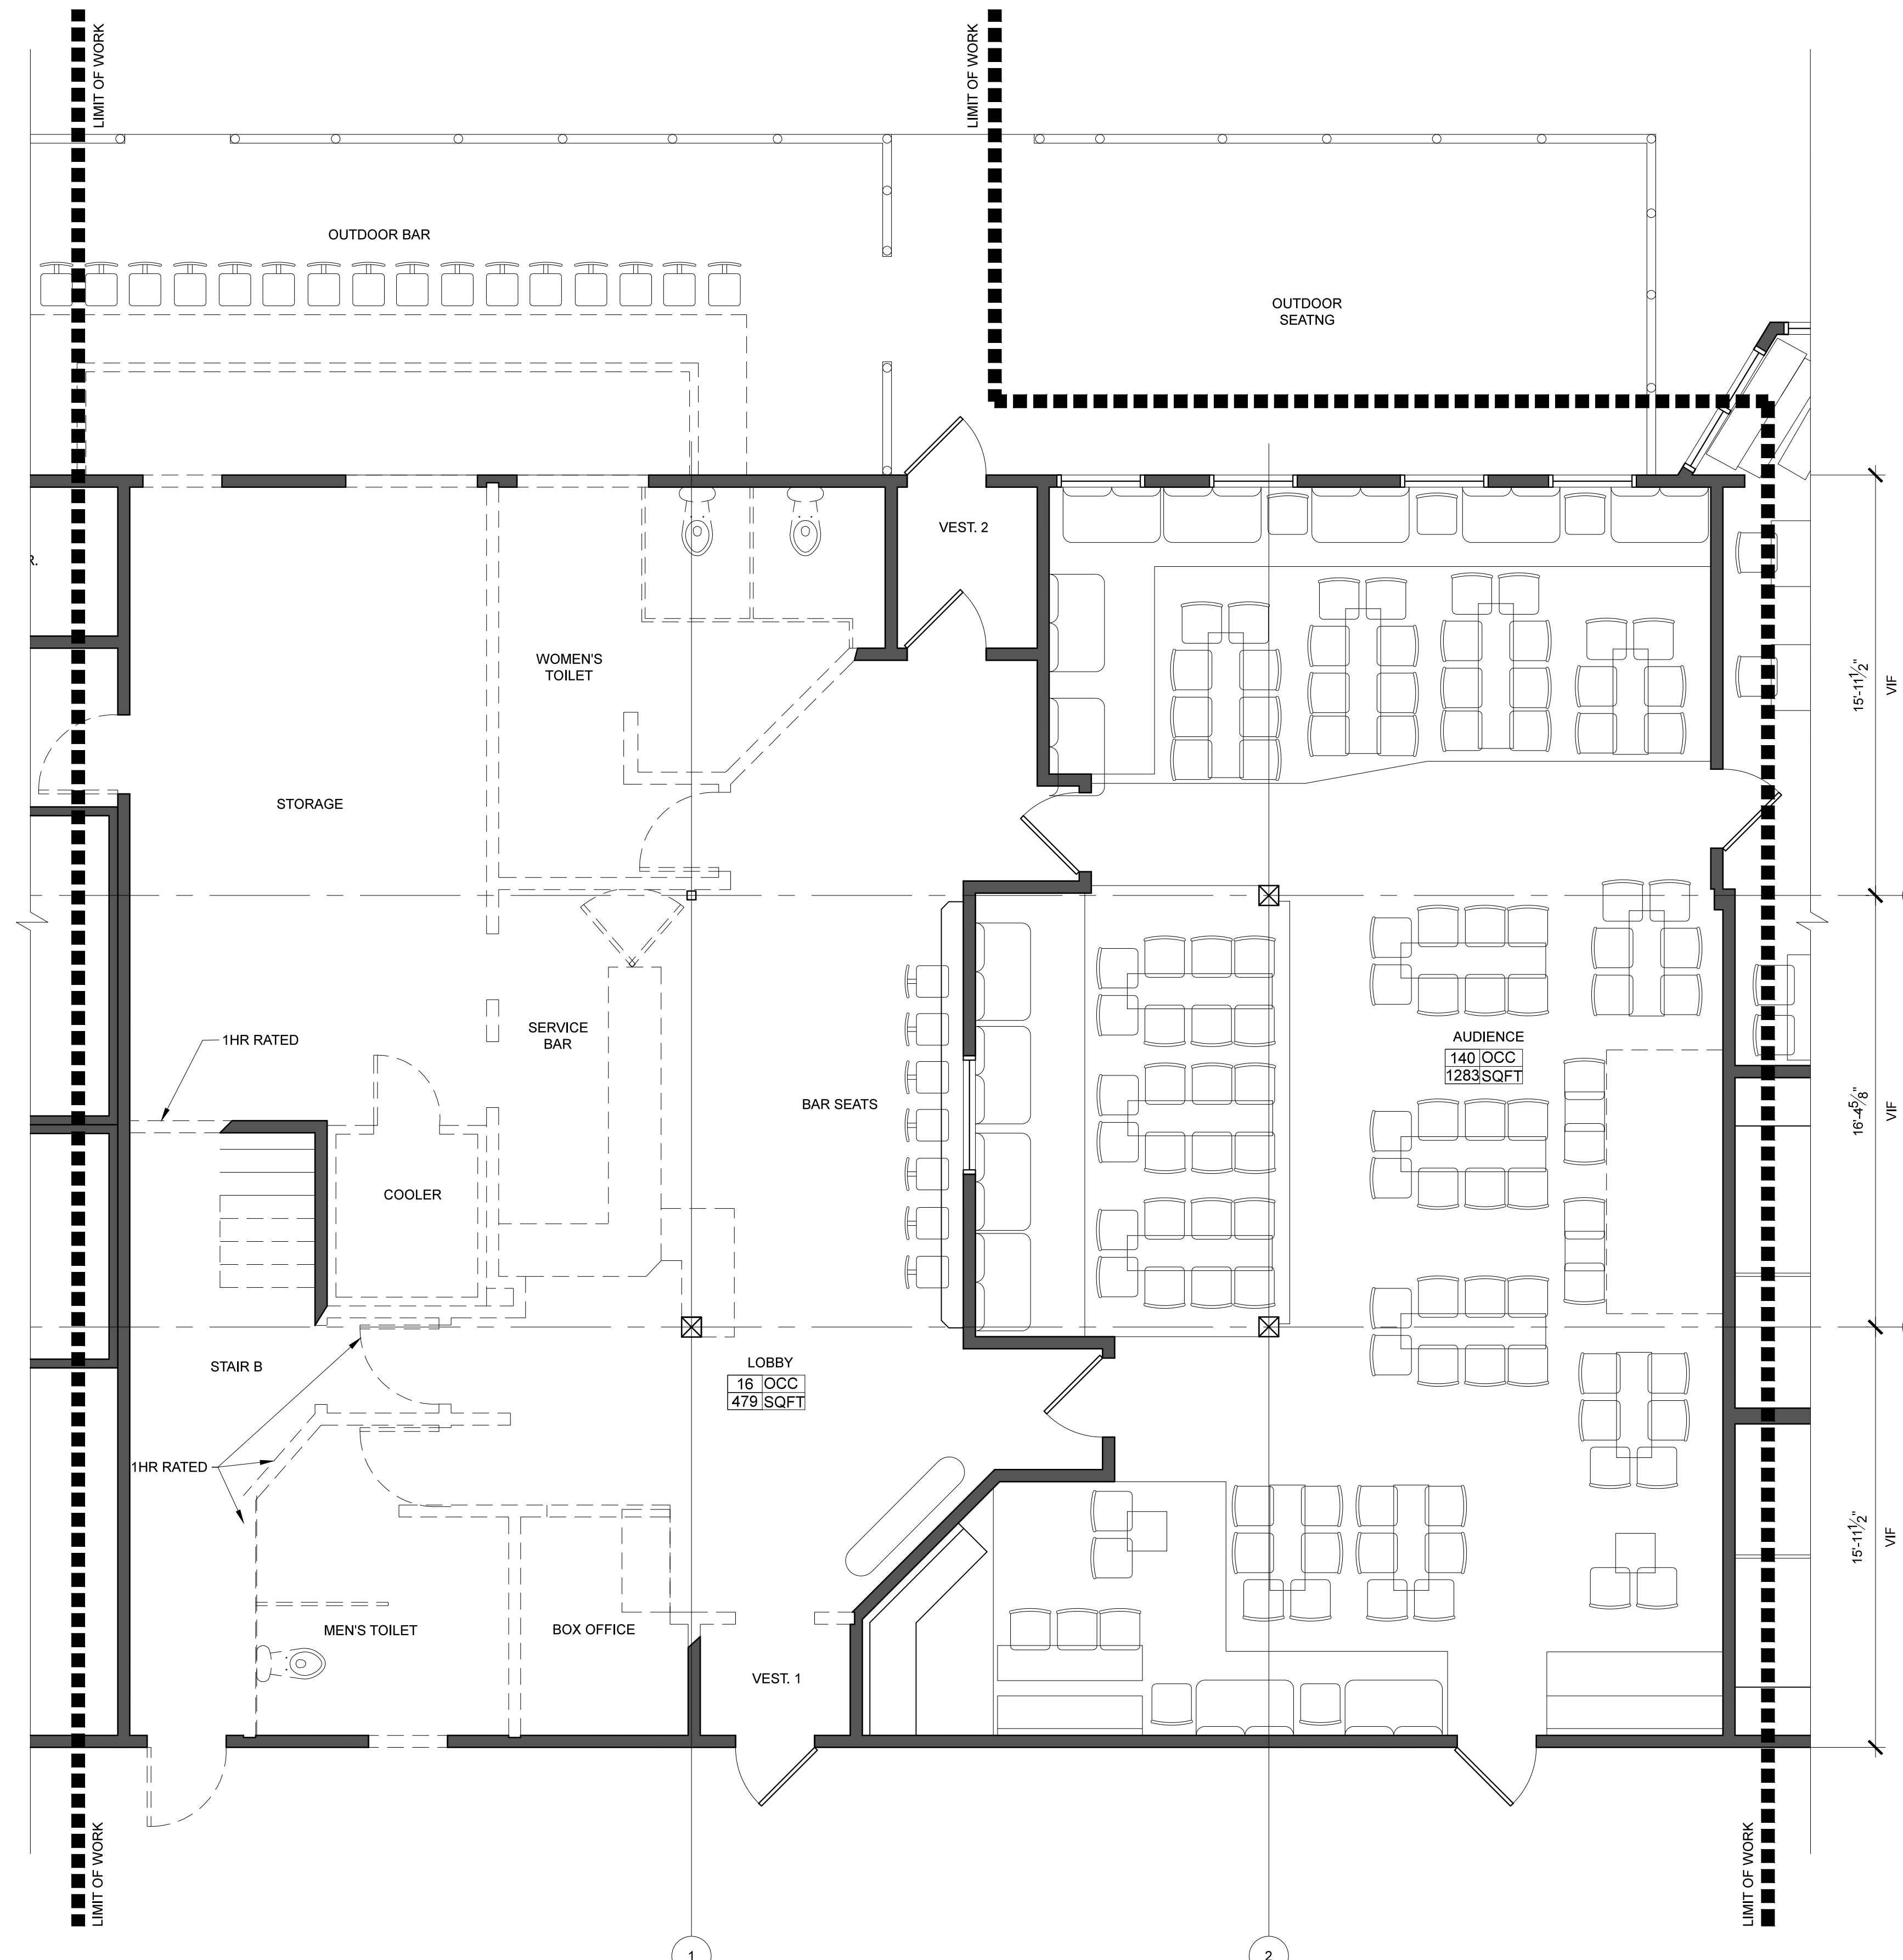 LIMIT OF WORK
LIMIT OF WORK
OUTDOOR BAR
OUTDOOR
SEATNG
VEST. 2
R.
WOMEN'S
TOILET
15'-11½"
VIF
STORAGE
1HR RATED
SERVICE
BAR
AUDIENCE
140 OCC
1283 SQFT
BAR SEATS
16'-4⅝"
VIF
COOLER
STAIR B
LOBBY
16 OCC
479 SQFT
1HR RATED
15'-11½"
VIF
MEN'S TOILET
BOX OFFICE
VEST. 1
LIMIT OF WORK
LIMIT OF WORK
1
2